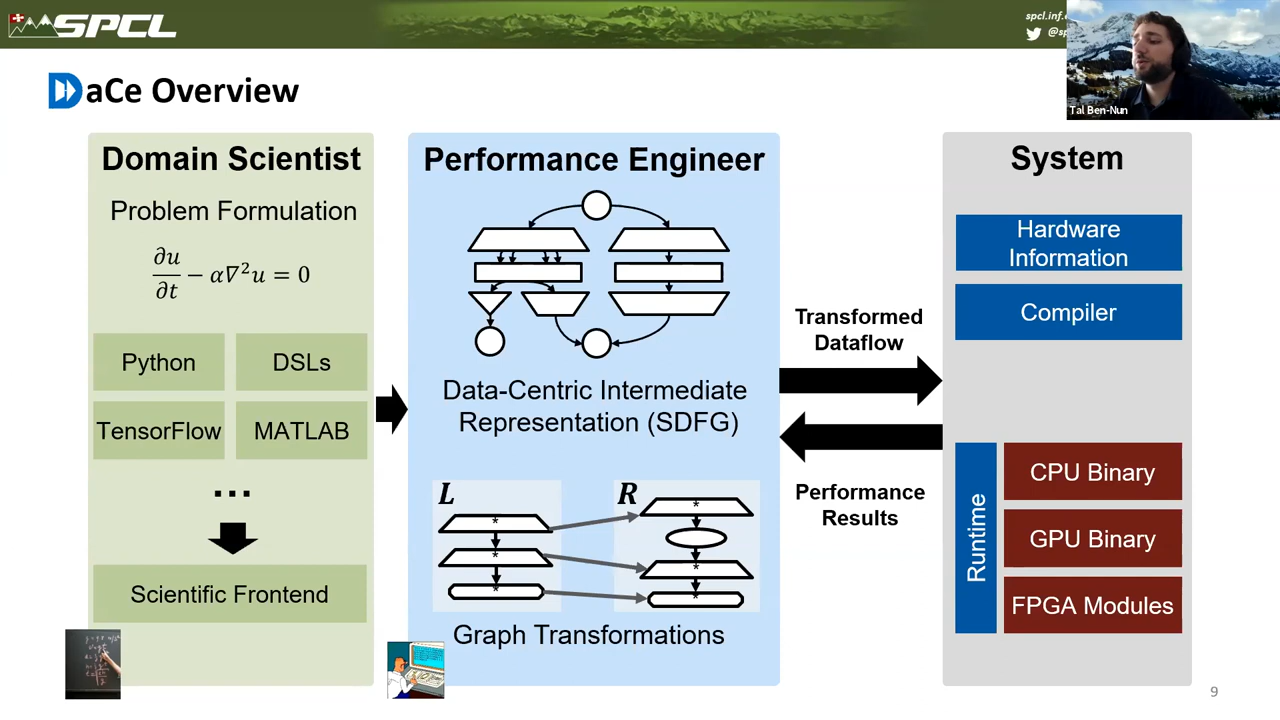 SPCL
spcl.inf.e
@sp
Tal Ben-Nun
DaCe Overview
Domain Scientist
Problem Formulation
∂u/∂t − α∇²u = 0
Python
DSLs
TensorFlow
MATLAB
...
Scientific Frontend
Performance Engineer
Data-Centric Intermediate
Representation (SDFG)
L
R
*
*
*
*
*
*
Graph Transformations
Transformed
Dataflow
Performance
Results
System
Hardware
Information
Compiler
Runtime
CPU Binary
GPU Binary
FPGA Modules
9